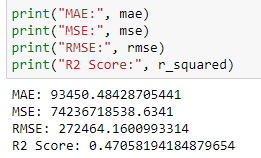 print("MAE:", mae)
print("MSE:", mse)
print("RMSE:", rmse)
print("R2 Score:", r_squared)
MAE: 93450.48428705441
MSE: 74236718538.6341
RMSE: 272464.1600993314
R2 Score: 0.47058194184879654